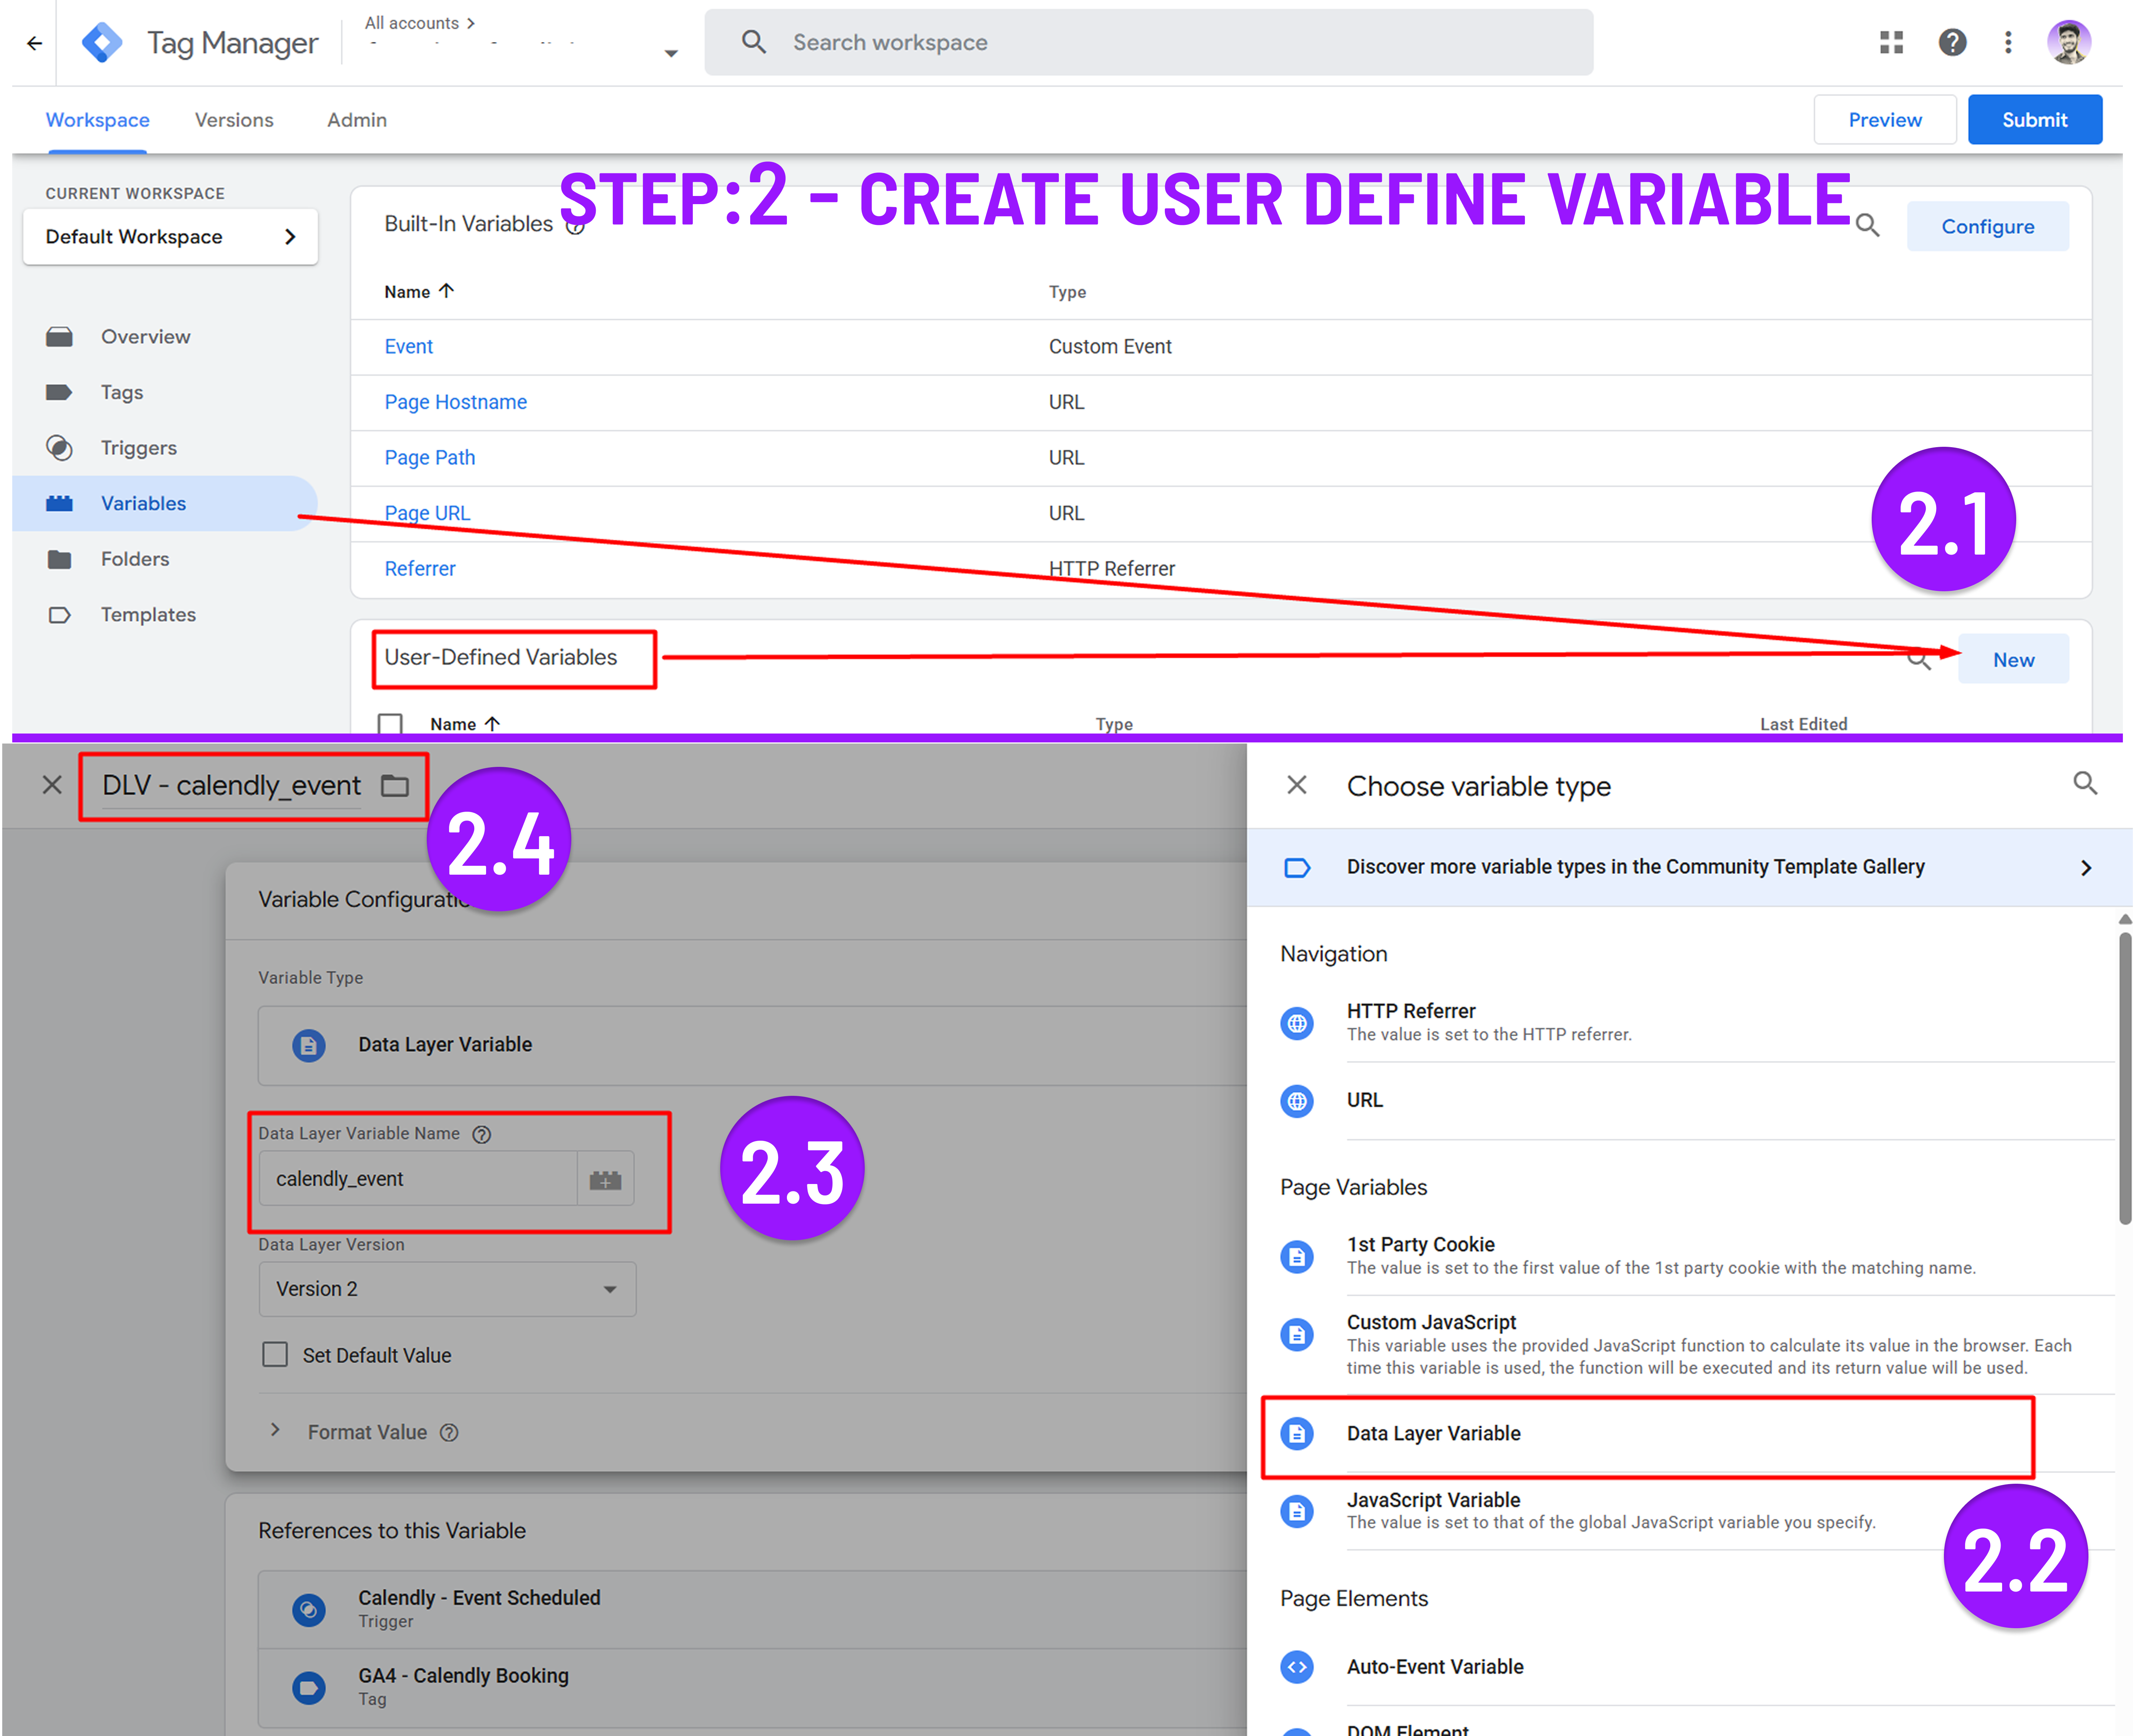 Tag Manager
All accounts >
Search workspace
Workspace
Versions
Admin
Preview
Submit
STEP:2 - CREATE USER DEFINE VARIABLE
CURRENT WORKSPACE
Default Workspace
Overview
Tags
Triggers
Variables
Folders
Templates
Built-In Variables
Configure
Name ↑ Type
Event Custom Event
Page Hostname URL
Page Path URL
Page URL URL
Referrer HTTP Referrer
2.1
User-Defined Variables
New
Name ↑ Type Last Edited
DLV - calendly_event
2.4
Variable Configuratio
Variable Type
Data Layer Variable
Data Layer Variable Name
calendly_event
2.3
Data Layer Version
Version 2
Set Default Value
Format Value
References to this Variable
Calendly - Event Scheduled
Trigger
GA4 - Calendly Booking
Tag
Choose variable type
Discover more variable types in the Community Template Gallery
Navigation
HTTP Referrer
The value is set to the HTTP referrer.
URL
Page Variables
1st Party Cookie
The value is set to the first value of the 1st party cookie with the matching name.
Custom JavaScript
This variable uses the provided JavaScript function to calculate its value in the browser. Each
time this variable is used, the function will be executed and its return value will be used.
Data Layer Variable
JavaScript Variable
The value is set to that of the global JavaScript variable you specify.
2.2
Page Elements
Auto-Event Variable
DOM Element